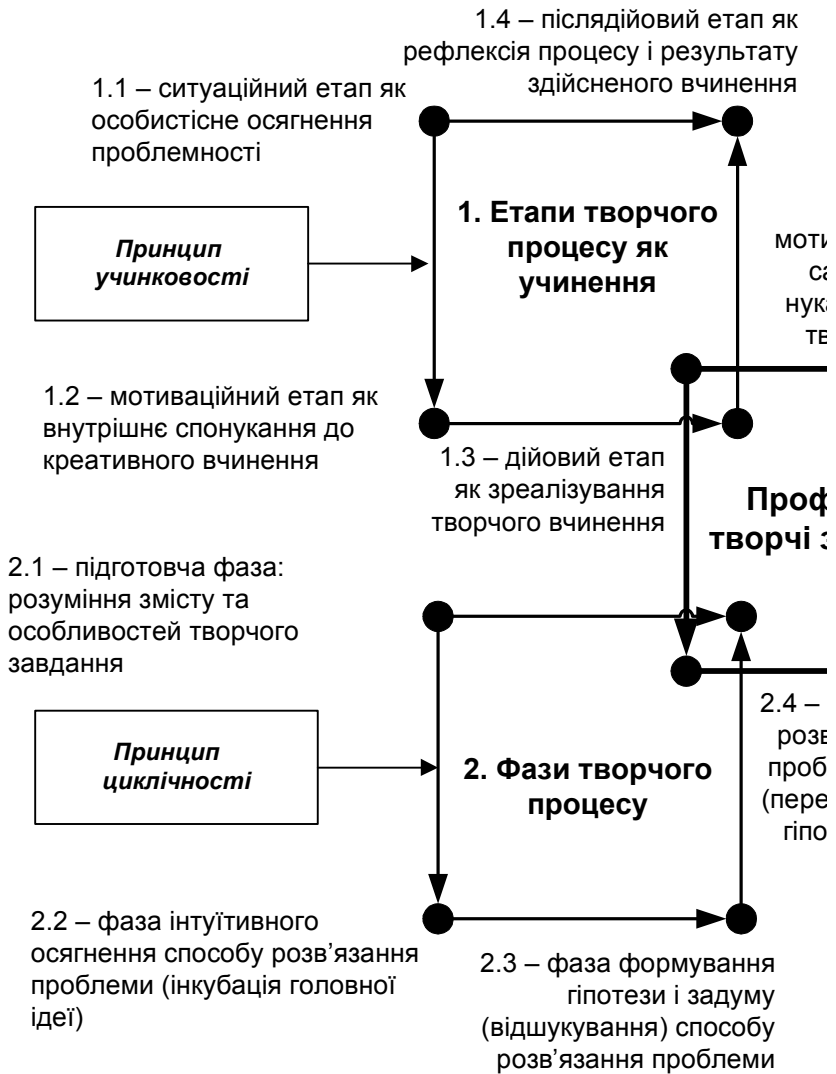 1.4 – післядійовий етап як
рефлексія процесу і результату
здійсненого вчинення
1.1 – ситуаційний етап як
особистісне осягнення
проблемності
1. Етапи творчого
процесу як
учинення
Принцип
учинковості
1.2 – мотиваційний етап як
внутрішнє спонукання до
креативного вчинення
1.3 – дійовий етап
як зреалізування
творчого вчинення
творчі
2.1 – підготовча фаза:
розуміння змісту та
особливостей творчого
завдання
Принцип
циклічності
2. Фази творчого
процесу
2.4 –
2.2 – фаза інтуїтивного
осягнення способу розв'язання
проблеми (інкубація головної
ідеї)
2.3 – фаза формування
гіпотези і задуму
(відшукування) способу
розв'язання проблеми